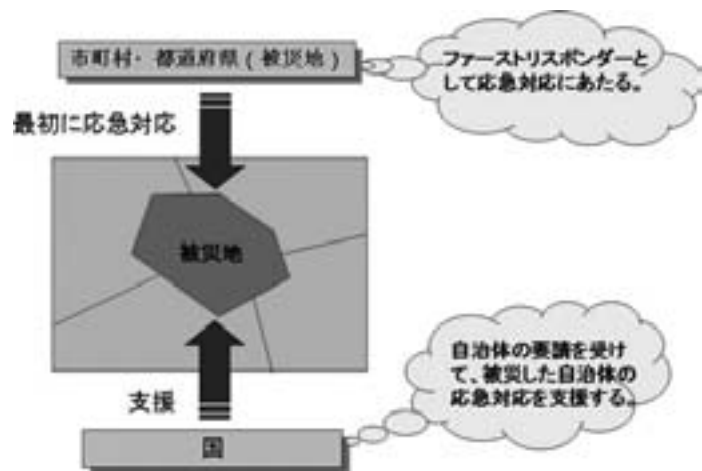 市町村・都道府県（被災地）
ファーストリスポンダーと
して応急対応にあたる。
最初に応急対応
被災地
自治体の要請を受け
て、被災した自治体の
応急対応を支援する。
支援
国